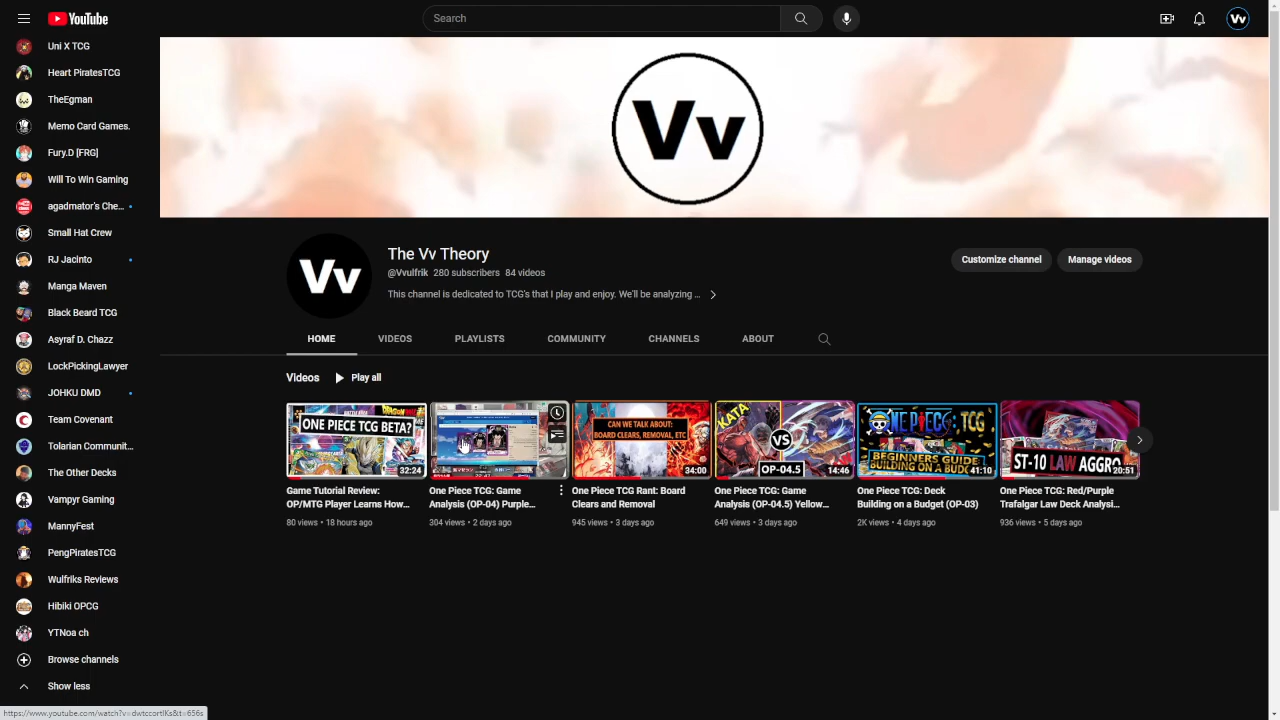 YouTube
Search
Vv
Uni X TCG
Heart PiratesTCG
TheEgman
Memo Card Games.
Fury.D [FRG]
Will To Win Gaming
agadmator's Che...
Small Hat Crew
RJ Jacinto
Manga Maven
Black Beard TCG
Asyraf D. Chazz
LockPickingLawyer
JOHKU DMD
Team Covenant
Tolarian Communit...
The Other Decks
Vampyr Gaming
MannyFest
PengPiratesTCG
Wulfriks Reviews
Hibiki OPCG
YTNoa ch
Browse channels
Show less
Vv
Vv
The Vv Theory
@Vvulfrik 280 subscribers 84 videos
This channel is dedicated to TCG's that I play and enjoy. We'll be analyzing ...
Customize channel
Manage videos
HOME VIDEOS PLAYLISTS COMMUNITY CHANNELS ABOUT
Videos Play all
ONE PIECE TCG BETA?
32:24
Game Tutorial Review:
OP/MTG Player Learns How...
80 views • 18 hours ago
One Piece TCG: Game
Analysis (OP-04) Purple...
304 views • 2 days ago
CAN WE TALK ABOUT:
BOARD CLEARS, REMOVAL, ETC
34:00
One Piece TCG Rant: Board
Clears and Removal
945 views • 3 days ago
KATA
VS
OP-04.5
14:46
One Piece TCG: Game
Analysis (OP-04.5) Yellow...
649 views • 3 days ago
ONE PIECE: TCG
BEGINNERS GUIDE
BUILDING ON A BUDG
41:10
One Piece TCG: Deck
Building on a Budget (OP-03)
2K views • 4 days ago
ST-10 LAW AGGRO
20:51
One Piece TCG: Red/Purple
Trafalgar Law Deck Analysi...
936 views • 5 days ago